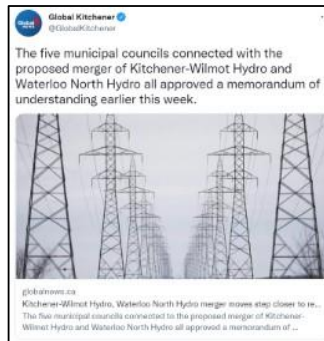 Global
Global Kitchener
@GlobalKitchener
The five municipal councils connected with the
proposed merger of Kitchener-Wilmot Hydro and
Waterloo North Hydro all approved a memorandum of
understanding earlier this week.
globalnews.ca
Kitchener-Wilmot Hydro, Waterloo North Hydro merger moves step closer to re...
The five municipal councils connected to the proposed merger of Kitchener-
Wilmot Hydro and Waterloo North Hydro all approved a memorandum of ...